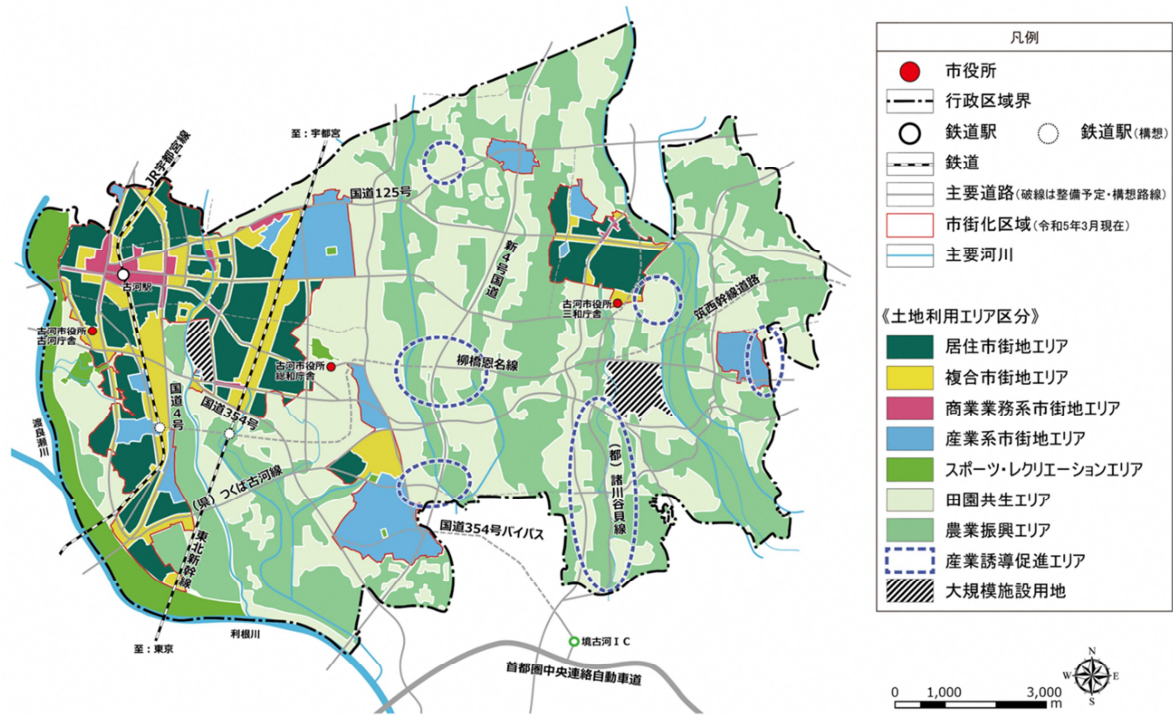 至：宇都宮
JR宇都宮線
国道125号
新4号国道
古河駅
古河市役所
三和庁舎
筑西幹線道路
古河市役所
古河庁舎
古河市役所
総和庁舎
柳橋恩名線
国道4号
国道354号
渡良瀬川
（都）諸川谷貝線
（県）つくば古河線
国道354号バイパス
東北新幹線
利根川
至：東京
境古河IC
首都圏中央連絡自動車道
凡例
市役所
行政区域界
鉄道駅
鉄道駅（構想）
鉄道
主要道路（破線は整備予定・構想路線）
市街化区域（令和5年3月現在）
主要河川
《土地利用エリア区分》
居住市街地エリア
複合市街地エリア
商業業務系市街地エリア
産業系市街地エリア
スポーツ・レクリエーションエリア
田園共生エリア
農業振興エリア
産業誘導促進エリア
大規模施設用地
N
W
E
S
0 1,000 3,000
m